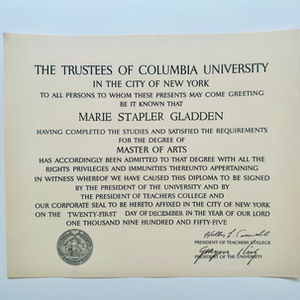 THE TRUSTEES OF COLUMBIA UNIVERSITY
IN THE CITY OF NEW YORK
TO ALL PERSONS TO WHOM THESE PRESENTS MAY COME GREETING
BE IT KNOWN THAT
MARIE STAPLER GLADDEN
HAVING COMPLETED THE STUDIES AND SATISFIED THE REQUIREMENTS
FOR THE DEGREE OF
MASTER OF ARTS
HAS ACCORDINGLY BEEN ADMITTED TO THAT DEGREE WITH ALL THE
RIGHTS PRIVILEGES AND IMMUNITIES THEREUNTO APPERTAINING
IN WITNESS WHEREOF WE HAVE CAUSED THIS DIPLOMA TO BE SIGNED
BY THE PRESIDENT OF THE UNIVERSITY AND BY
THE PRESIDENT OF TEACHERS COLLEGE AND
OUR CORPORATE SEAL TO BE HERETO AFFIXED IN THE CITY OF NEW YORK
ON THE TWENTY-FIRST DAY OF DECEMBER IN THE YEAR OF OUR LORD
ONE THOUSAND NINE HUNDRED AND FIFTY-FIVE
PRESIDENT OF TEACHERS COLLEGE
PRESIDENT OF THE UNIVERSITY